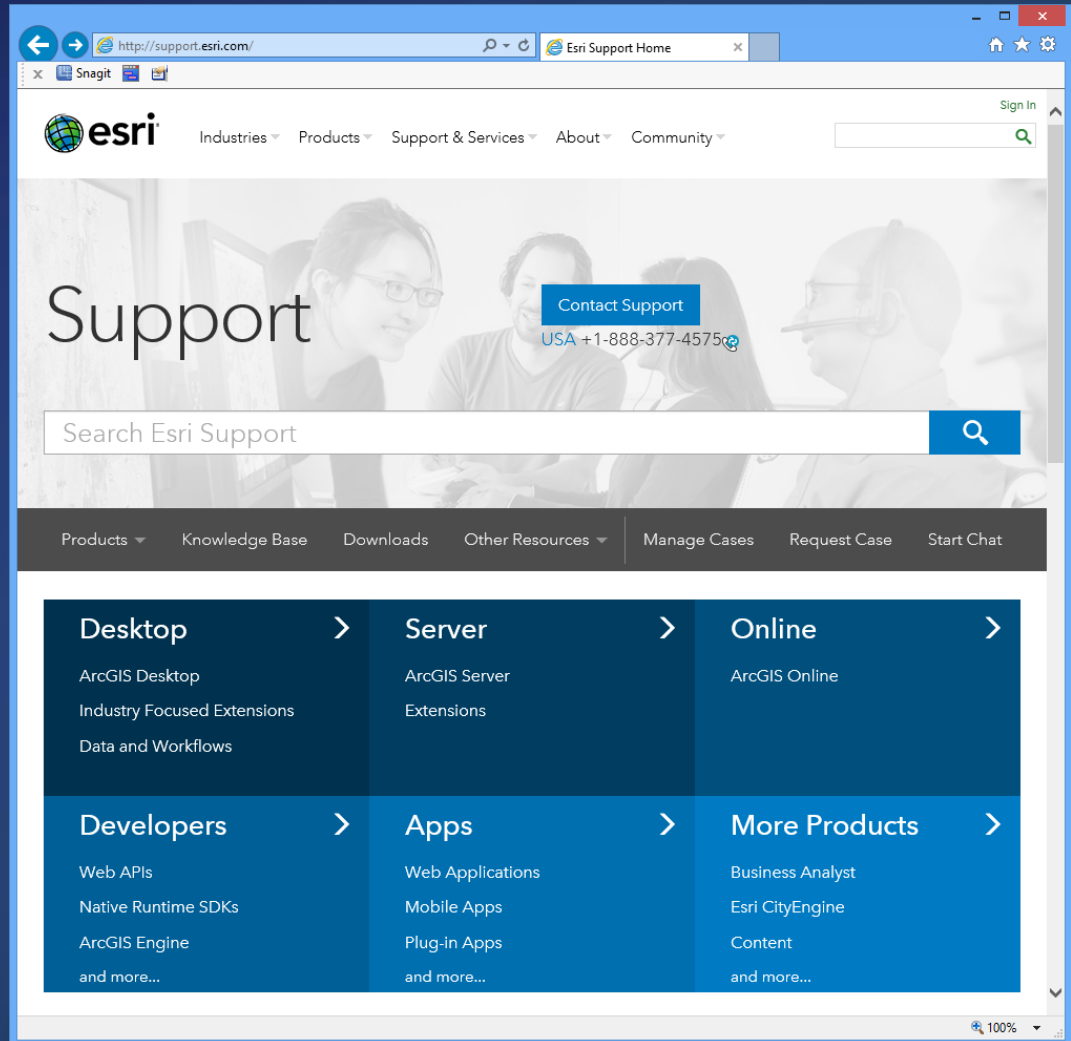 http://support.esri.com/
Esri Support Home
Snagit
Sign In
esri
Industries Products Support & Services About Community
Support
Contact Support
USA +1-888-377-4575
Search Esri Support
Products Knowledge Base Downloads Other Resources Manage Cases Request Case Start Chat
Desktop
ArcGIS Desktop
Industry Focused Extensions
Data and Workflows
Server
ArcGIS Server
Extensions
Online
ArcGIS Online
Developers
Web APIs
Native Runtime SDKs
ArcGIS Engine
and more...
Apps
Web Applications
Mobile Apps
Plug-in Apps
and more...
More Products
Business Analyst
Esri CityEngine
Content
and more...
100%